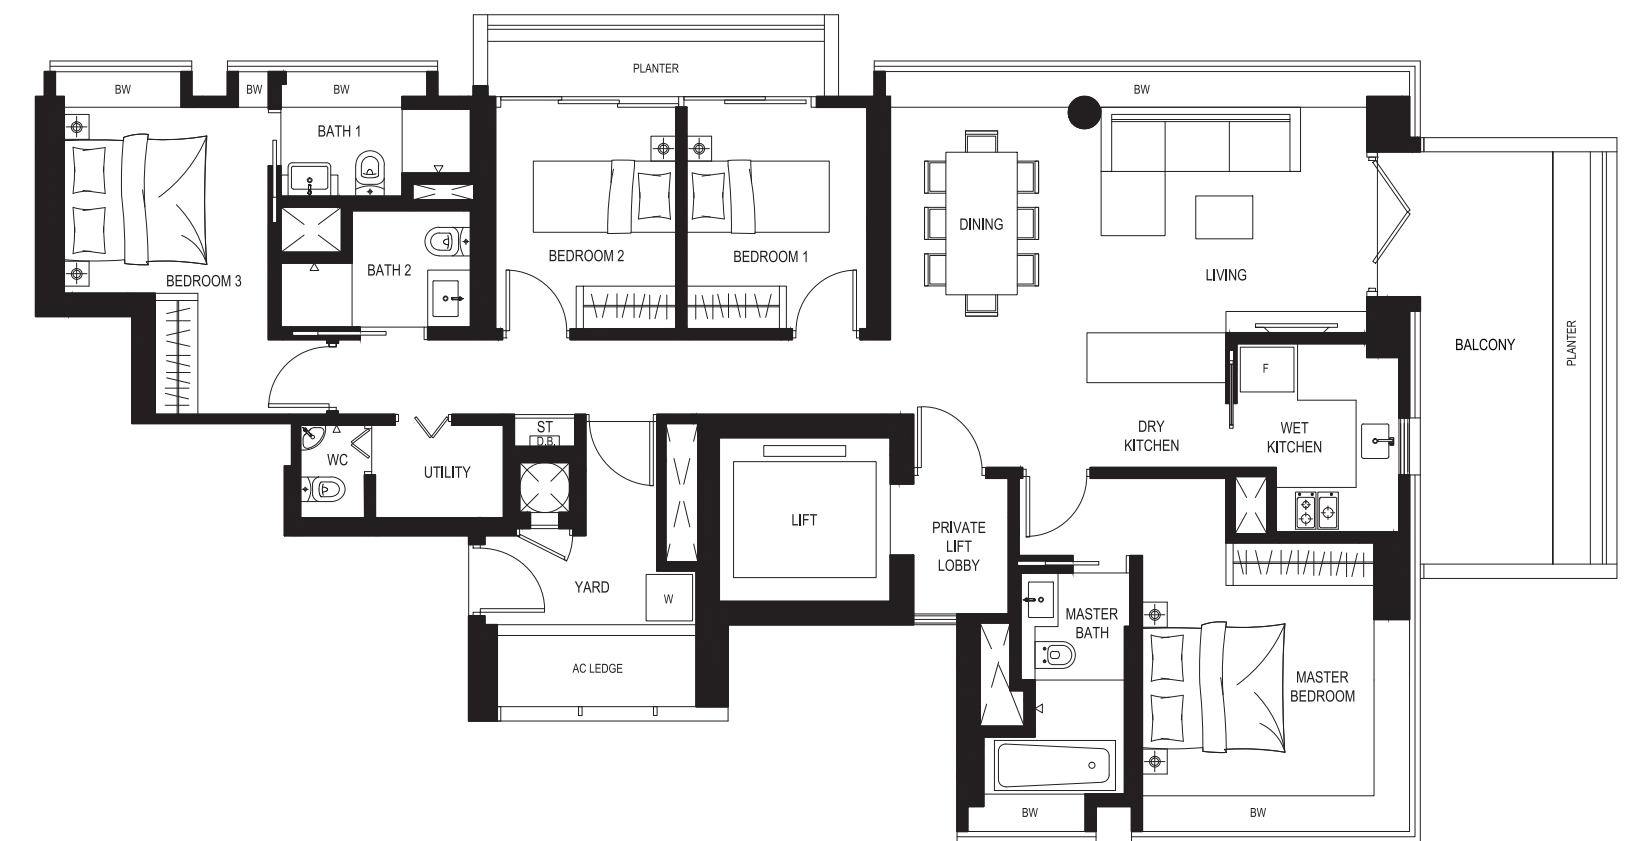 PLANTER
BW
BW
BW
BW
BATH 1
DINING
BEDROOM 2
BEDROOM 1
BATH 2
BEDROOM 3
LIVING
BALCONY
PLANTER
F
ST
D.B.
DRY
KITCHEN
WET
KITCHEN
WC
UTILITY
LIFT
PRIVATE
LIFT
LOBBY
YARD
W
MASTER
BATH
AC LEDGE
MASTER
BEDROOM
BW
BW